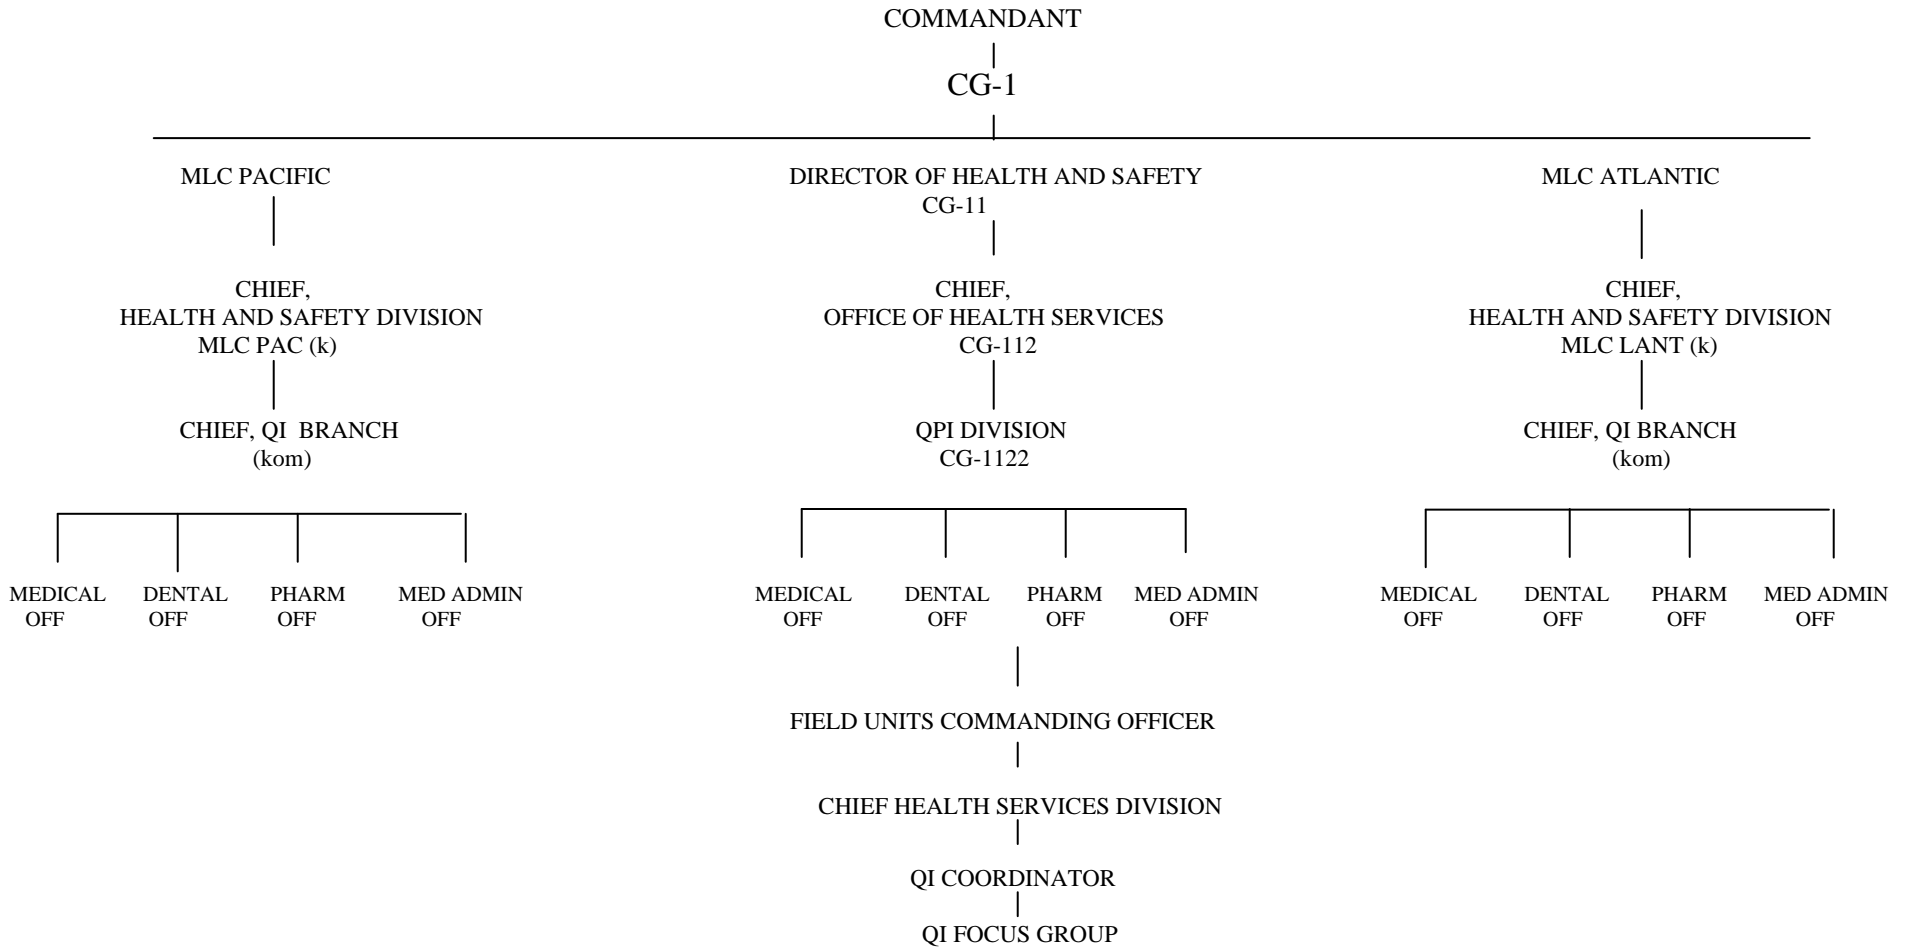 COMMANDANT
CG-1
MLC PACIFIC
DIRECTOR OF HEALTH AND SAFETY
CG-11
MLC ATLANTIC
CHIEF,
HEALTH AND SAFETY DIVISION
MLC PAC (k)
CHIEF,
OFFICE OF HEALTH SERVICES
CG-112
CHIEF,
HEALTH AND SAFETY DIVISION
MLC LANT (k)
CHIEF, QI BRANCH
(kom)
QPI DIVISION
CG-1122
CHIEF, QI BRANCH
(kom)
MEDICAL
OFF
DENTAL
OFF
PHARM
OFF
MED ADMIN
OFF
MEDICAL
OFF
DENTAL
OFF
PHARM
OFF
MED ADMIN
OFF
MEDICAL
OFF
DENTAL
OFF
PHARM
OFF
MED ADMIN
OFF
FIELD UNITS COMMANDING OFFICER
CHIEF HEALTH SERVICES DIVISION
QI COORDINATOR
QI FOCUS GROUP